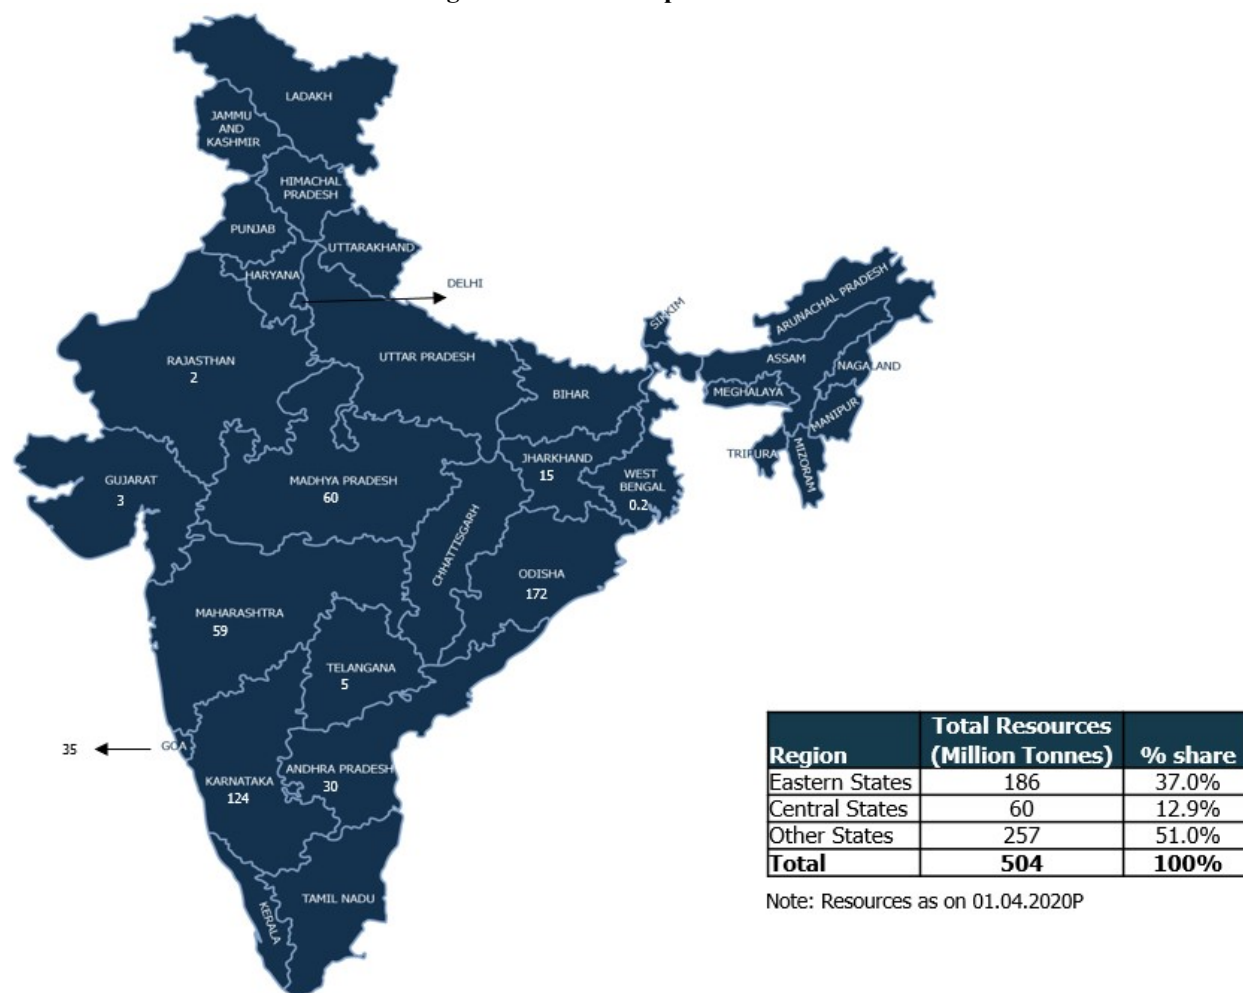 LADAKH
JAMMU
AND
KASHMIR
HIMACHAL
PRADESH
PUNJAB
UTTARAKHAND
HARYANA
DELHI
ARUNACHAL PRADESH
SIKKIM
RAJASTHAN
2
UTTAR PRADESH
ASSAM
NAGALAND
BIHAR
MEGHALAYA
MANIPUR
TRIPURA
MIZORAM
GUJARAT
3
MADHYA PRADESH
60
JHARKHAND
15
WEST
BENGAL
0.2
CHHATTISGARH
ODISHA
172
MAHARASHTRA
59
TELANGANA
5
35
GOA
KARNATAKA
124
ANDHRA PRADESH
30
TAMIL NADU
KERALA
Region Total Resources (Million Tonnes) % share
Eastern States 186 37.0%
Central States 60 12.9%
Other States 257 51.0%
Total 504 100%
Note: Resources as on 01.04.2020P